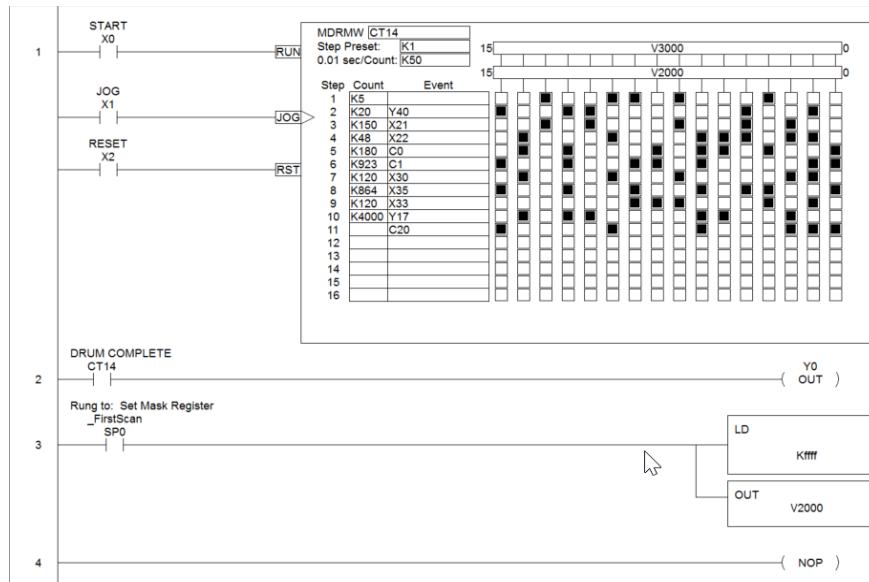 START
X0
1
RUN
MDRMW CT14
Step Preset: K1
0.01 sec/Count: K50
15 V3000 0
15 V2000 0
JOG
X1
JOG
RESET
X2
RST
Step Count Event
1 K5
2 K20 Y40
3 K150 X21
4 K48 X22
5 K180 C0
6 K923 C1
7 K120 X30
8 K864 X35
9 K120 X33
10 K4000 Y17
11 C20
12
13
14
15
16
DRUM COMPLETE
CT14
2
Y0
( OUT )
Rung to: Set Mask Register
_FirstScan
SP0
3
LD
Kffff
OUT
V2000
4
( NOP )